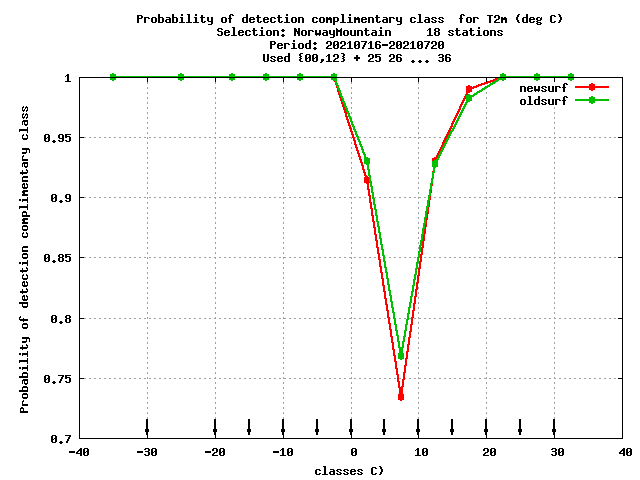 Probability of detection complimentary class  for T2m (deg C)
Selection: NorwayMountain     18 stations
Period: 20210716-20210720
Used {00,12} + 25 26 ... 36
newsurf
oldsurf
Probability of detection complimentary class
1
0.95
0.9
0.85
0.8
0.75
0.7
-40 -30 -20 -10 0 10 20 30 40
classes C)